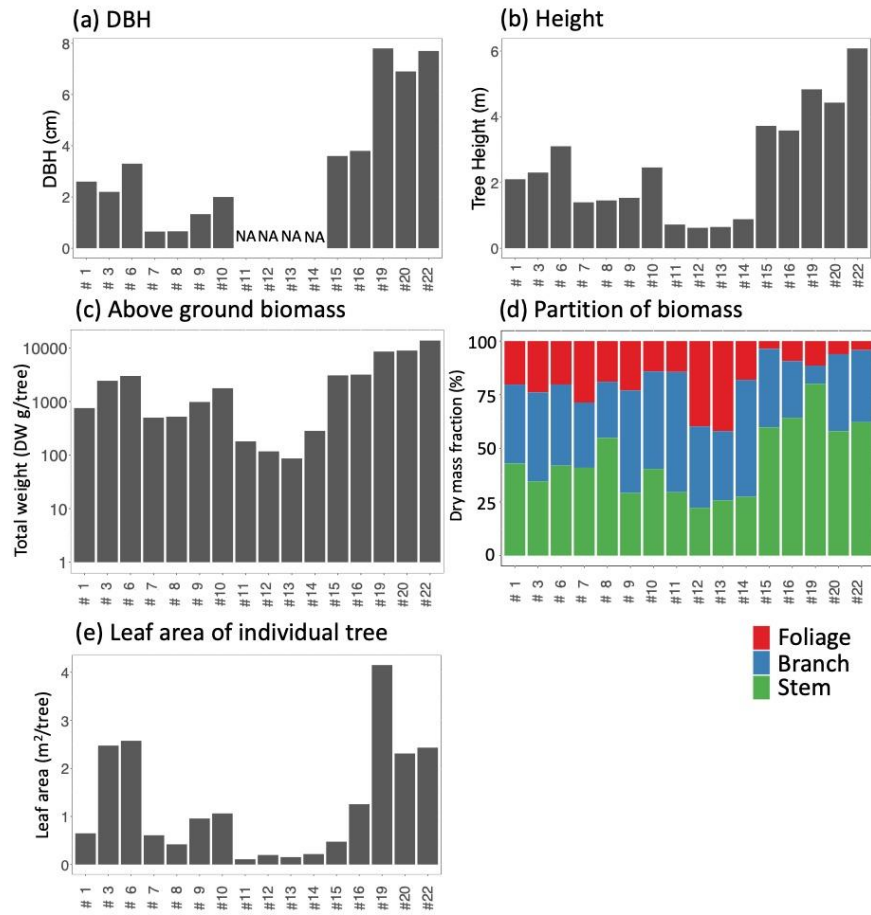 (a) DBH
DBH (cm)
8
6
4
2
0
NA NA NA NA
# 1 # 3 # 6 # 7 # 8 # 9 #10 #11 #12 #13 #14 #15 #16 #19 #20 #22
(b) Height
Tree Height (m)
6
4
2
0
# 1 # 3 # 6 # 7 # 8 # 9 #10 #11 #12 #13 #14 #15 #16 #19 #20 #22
(c) Above ground biomass
Total weight (DW g/tree)
10000
1000
100
10
1
# 1 # 3 # 6 # 7 # 8 # 9 #10 #11 #12 #13 #14 #15 #16 #19 #20 #22
(d) Partition of biomass
Dry mass fraction (%)
100
75
50
25
0
# 1 # 3 # 6 # 7 # 8 # 9 #10 #11 #12 #13 #14 #15 #16 #19 #20 #22
Foliage
Branch
Stem
(e) Leaf area of individual tree
Leaf area (m²/tree)
4
3
2
1
0
# 1 # 3 # 6 # 7 # 8 # 9 #10 #11 #12 #13 #14 #15 #16 #19 #20 #22